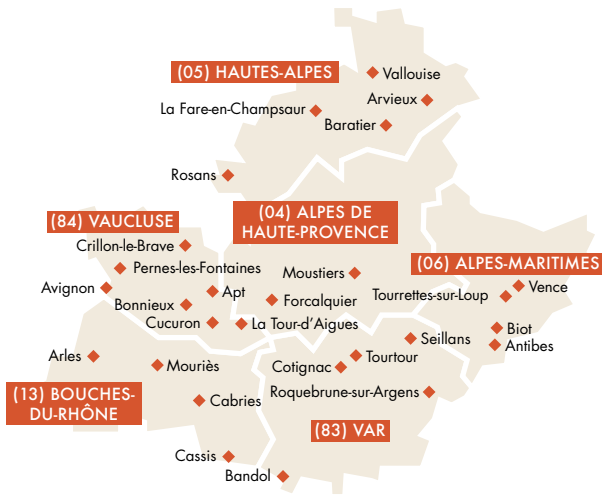 (05) HAUTES-ALPES
Vallouise
Arvieux
La Fare-en-Champsaur
Baratier
Rosans
(84) VAUCLUSE
(04) ALPES DE
HAUTE-PROVENCE
Crillon-le-Brave
(06) ALPES-MARITIMES
Pernes-les-Fontaines
Moustiers
Avignon
Apt
Tourrettes-sur-Loup
Vence
Bonnieux
Forcalquier
Cucuron
La Tour-d'Aigues
Biot
Seillans
Antibes
Arles
Mouriès
Cotignac
Tourtour
(13) BOUCHES-
DU-RHÔNE
Cabries
Roquebrune-sur-Argens
(83) VAR
Cassis
Bandol